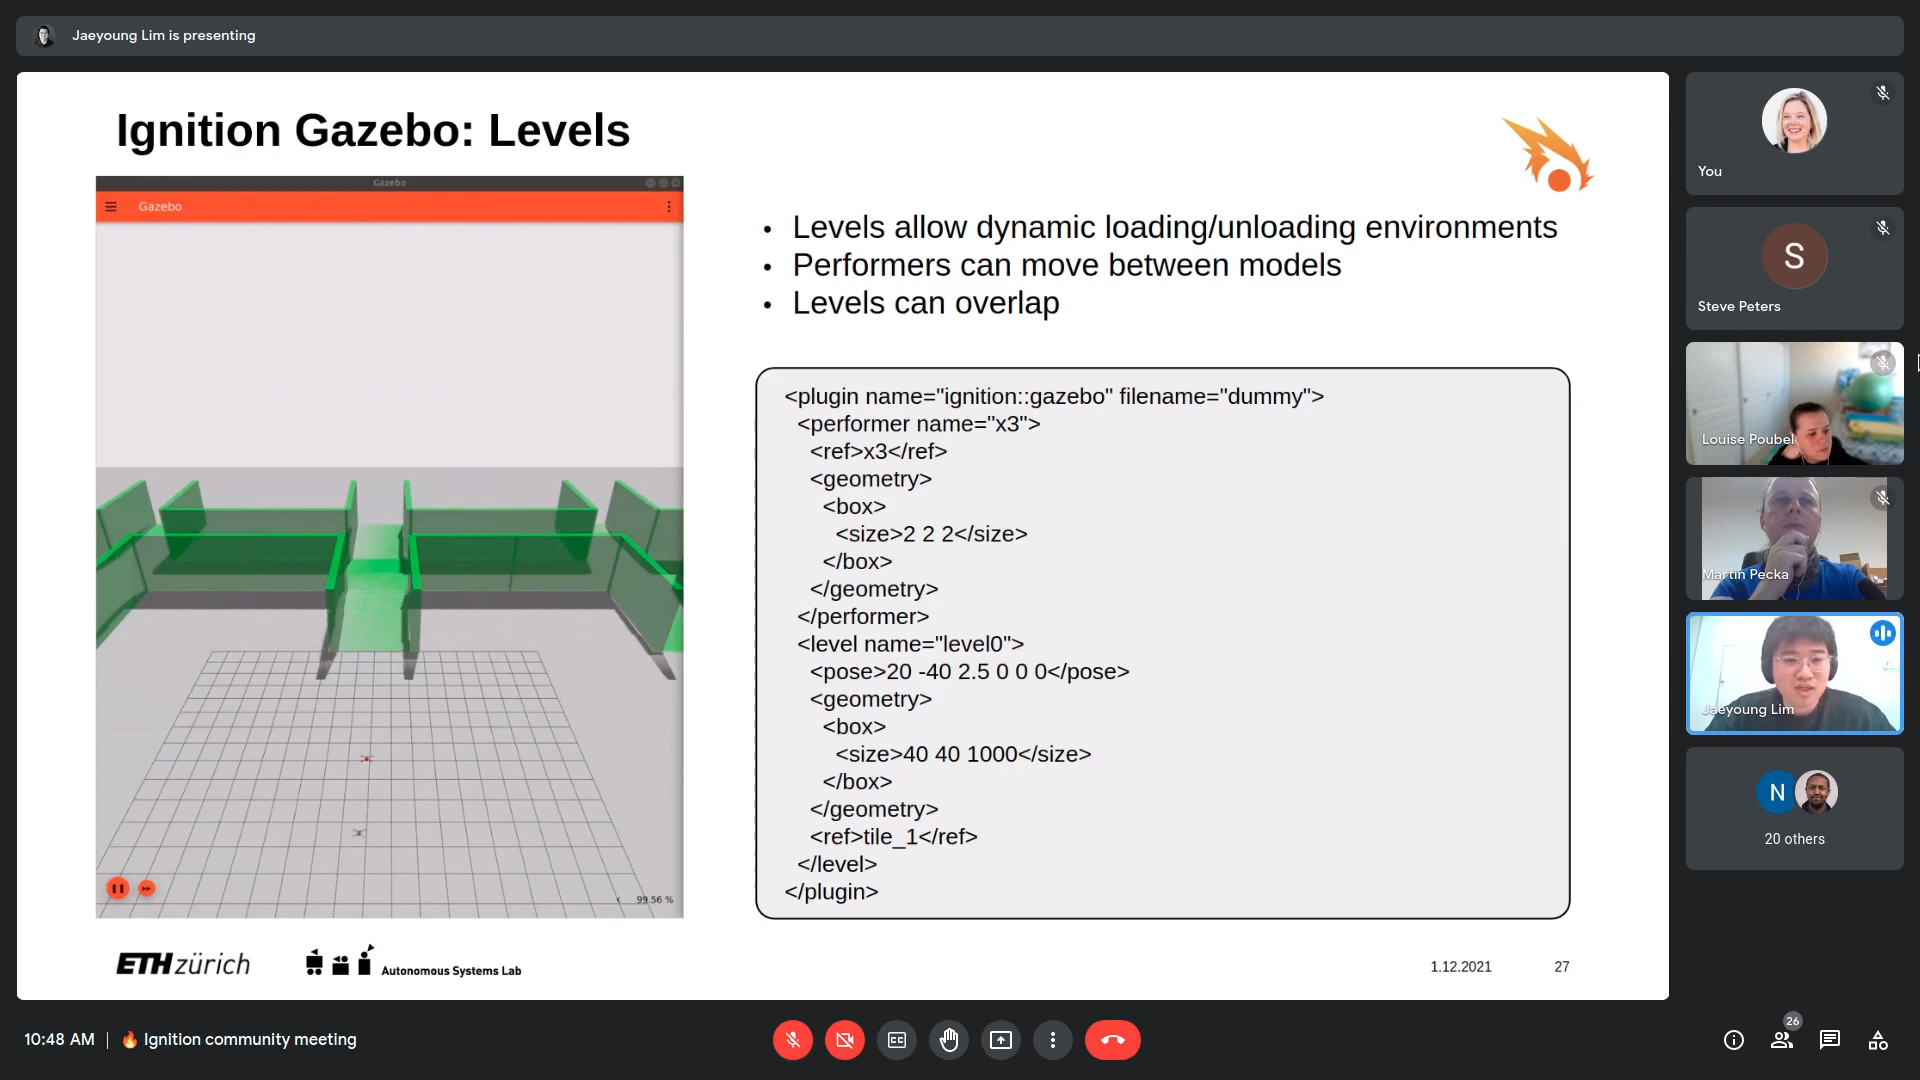 Jaeyoung Lim is presenting
Ignition Gazebo: Levels
Gazebo
Gazebo
99.56 %
• Levels allow dynamic loading/unloading environments
• Performers can move between models
• Levels can overlap
<plugin name="ignition::gazebo" filename="dummy">
<performer name="x3">
<ref>x3</ref>
<geometry>
<box>
<size>2 2 2</size>
</box>
</geometry>
</performer>
<level name="level0">
<pose>20 -40 2.5 0 0 0</pose>
<geometry>
<box>
<size>40 40 1000</size>
</box>
</geometry>
<ref>tile_1</ref>
</level>
</plugin>
ETH zürich
Autonomous Systems Lab
1.12.2021
27
You
S
Steve Peters
Louise Poubel
Martin Pecka
Jaeyoung Lim
N
20 others
10:48 AM | 🔥 Ignition community meeting
CC
26